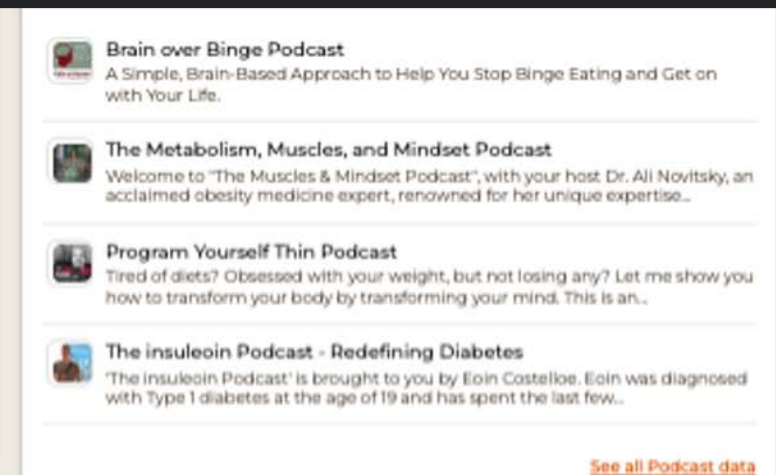 Brain over Binge Podcast
A Simple, Brain-Based Approach to Help You Stop Binge Eating and Get on
with Your Life.
The Metabolism, Muscles, and Mindset Podcast
Welcome to "The Muscles & Mindset Podcast", with your host Dr. Ali Novitsky, an
acclaimed obesity medicine expert, renowned for her unique expertise...
Program Yourself Thin Podcast
Tired of diets? Obsessed with your weight, but not losing any? Let me show you
how to transform your body by transforming your mind. This is an...
The insuleoin Podcast - Redefining Diabetes
'The insuleoin Podcast' is brought to you by Eoin Costelloe. Eoin was diagnosed
with Type 1 diabetes at the age of 19 and has spent the last few...
See all Podcast data